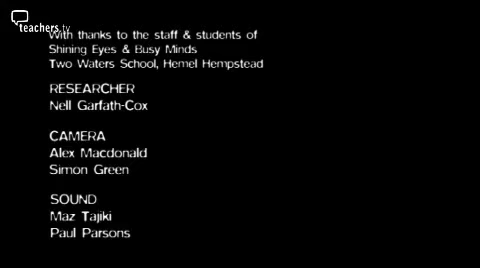 teachers.tv
With thanks to the staff & students of
Shining Eyes & Busy Minds
Two Waters School, Hemel Hempstead
RESEARCHER
Nell Garfath-Cox
CAMERA
Alex Macdonald
Simon Green
SOUND
Maz Tajiki
Paul Parsons